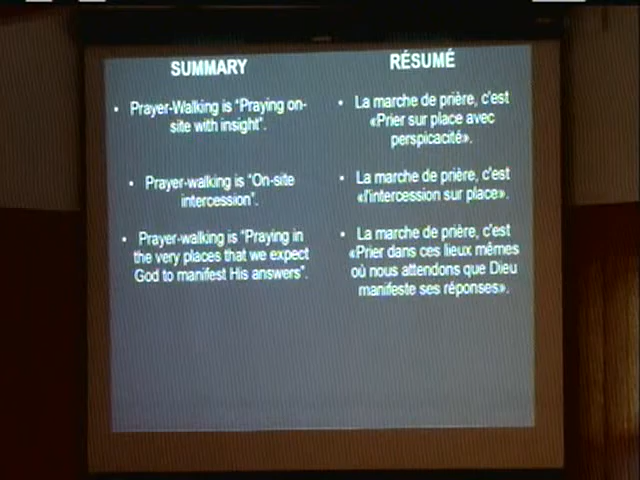 SUMMARY
• Prayer-Walking is “Praying on-
site with insight”.
• Prayer-walking is “On-site
intercession”.
• Prayer-walking is “Praying in
the very places that we expect
God to manifest His answers”.
RÉSUMÉ
• La marche de prière, c'est
«Prier sur place avec
perspicacité».
• La marche de prière, c'est
«l'intercession sur place».
• La marche de prière, c'est
«Prier dans ces lieux mêmes
où nous attendons que Dieu
manifeste ses réponses».